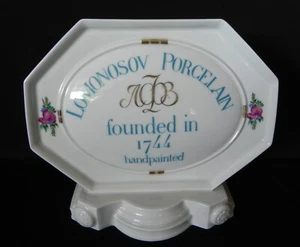 LOMONOSOV PORCELAIN
ЛФЗ
founded in
1744
handpainted